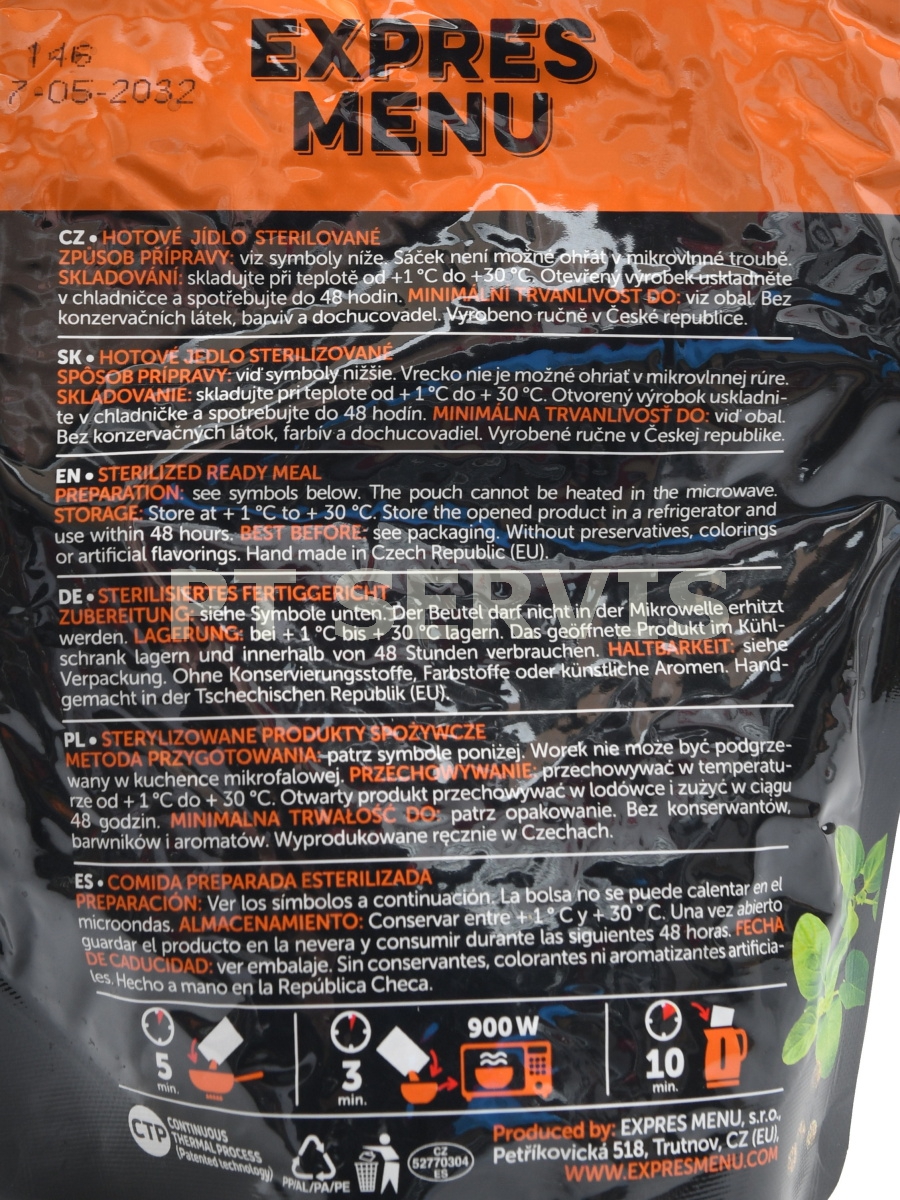 146
7-05-2032
EXPRES
MENU
CZ • HOTOVÉ JÍDLO STERILOVANÉ
ZPŮSOB PŘÍPRAVY: viz symboly níže. Sáček není možné ohřát v mikrovlnné troubě.
SKLADOVÁNÍ: skladujte při teplotě od +1 °C do +30 °C. Otevřený výrobek uskladněte
v chladničce a spotřebujte do 48 hodin. MINIMÁLNÍ TRVANLIVOST DO: viz obal. Bez
konzervačních látek, barviv a dochucovadel. Vyrobeno ručně v České republice.
SK • HOTOVÉ JEDLO STERILIZOVANÉ
SPÔSOB PRÍPRAVY: viď symboly nižšie. Vrecko nie je možné ohriať v mikrovlnnej rúre.
SKLADOVANIE: skladujte pri teplote od +1 °C do + 30 °C. Otvorený výrobok uskladni-
te v chladničke a spotrebujte do 48 hodín. MINIMÁLNA TRVANLIVOSŤ DO: viď obal.
Bez konzervačných látok, farbív a dochucovadiel. Vyrobené ručne v Českej republike.
EN • STERILIZED READY MEAL
PREPARATION: see symbols below. The pouch cannot be heated in the microwave.
STORAGE: Store at + 1 °C to + 30 °C. Store the opened product in a refrigerator and
use within 48 hours. BEST BEFORE: see packaging. Without preservatives, colorings
or artificial flavorings. Hand made in Czech Republic (EU).
PT SERVIS
DE • STERILISIERTES FERTIGGERICHT
ZUBEREITUNG: siehe Symbole unten. Der Beutel darf nicht in der Mikrowelle erhitzt
werden. LAGERUNG: bei + 1 °C bis + 30 °C lagern. Das geöffnete Produkt im Kühl-
schrank lagern und innerhalb von 48 Stunden verbrauchen. HALTBARKEIT: siehe
Verpackung. Ohne Konservierungsstoffe, Farbstoffe oder künstliche Aromen. Hand-
gemacht in der Tschechischen Republik (EU).
PL • STERYLIZOWANE PRODUKTY SPOŻYWCZE
METODA PRZYGOTOWANIA: patrz symbole poniżej. Worek nie może być podgrze-
wany w kuchence mikrofalowej. PRZECHOWYWANIE: przechowywać w temperatu-
rze od + 1 °C do + 30 °C. Otwarty produkt przechowywać w lodówce i zużyć w ciągu
48 godzin. MINIMALNA TRWAŁOŚĆ DO: patrz opakowanie. Bez konserwantów,
barwników i aromatów. Wyprodukowane ręcznie w Czechach.
ES • COMIDA PREPARADA ESTERILIZADA
PREPARACIÓN: Ver los símbolos a continuación. La bolsa no se puede calentar en el
microondas. ALMACENAMIENTO: Conservar entre + 1 ° C y + 30 ° C. Una vez abierto
guardar el producto en la nevera y consumir durante las siguientes 48 horas. FECHA
DE CADUCIDAD: ver embalaje. Sin conservantes, colorantes ni aromatizantes artificia-
les. Hecho a mano en la República Checa.
5
min.
3
min.
900 W
10
min.
CTP CONTINUOUS
THERMAL PROCESS
(Patented technology)
PP/AL/PA/PE
CZ
52770304
ES
Produced by: EXPRES MENU, s.r.o.,
Petříkovická 518, Trutnov, CZ (EU),
WWW.EXPRESMENU.COM